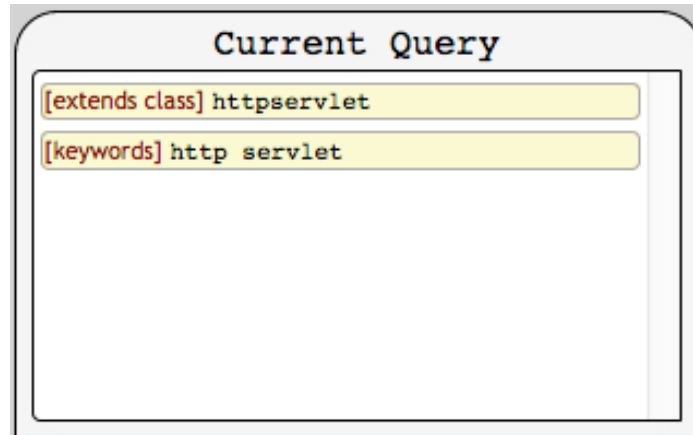 Current Query
[extends class] httpservlet
[keywords] http servlet